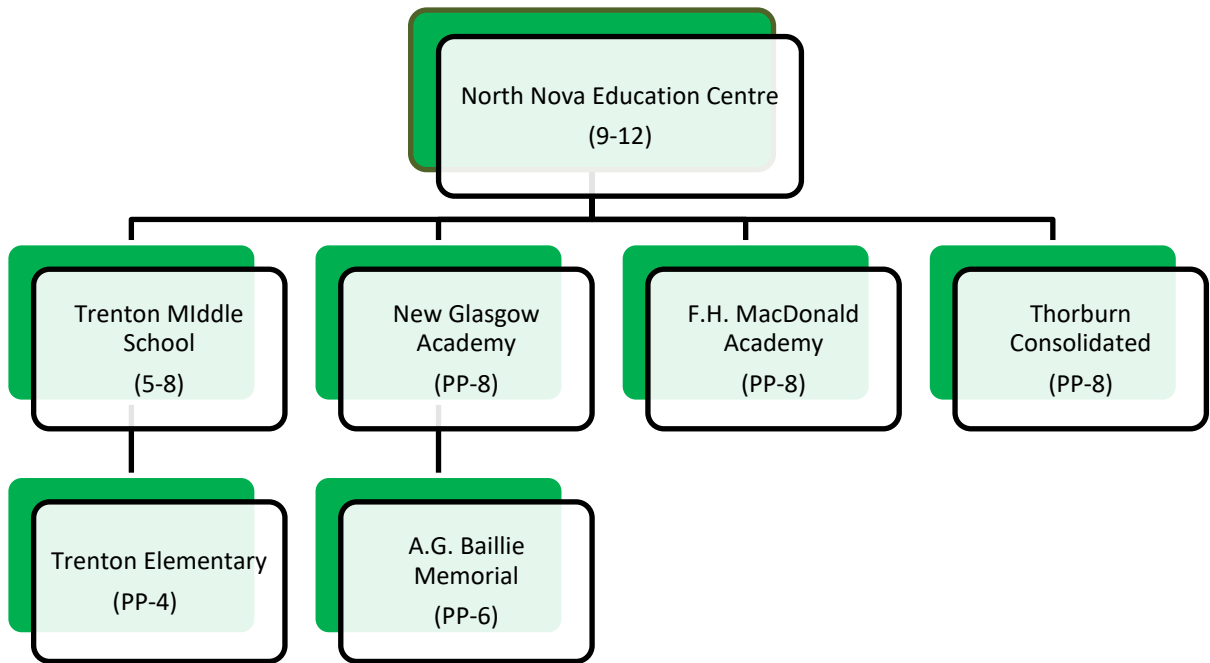 North Nova Education Centre
(9-12)
Trenton MIddle
School
(5-8)
New Glasgow
Academy
(PP-8)
F.H. MacDonald
Academy
(PP-8)
Thorburn
Consolidated
(PP-8)
Trenton Elementary
(PP-4)
A.G. Baillie
Memorial
(PP-6)